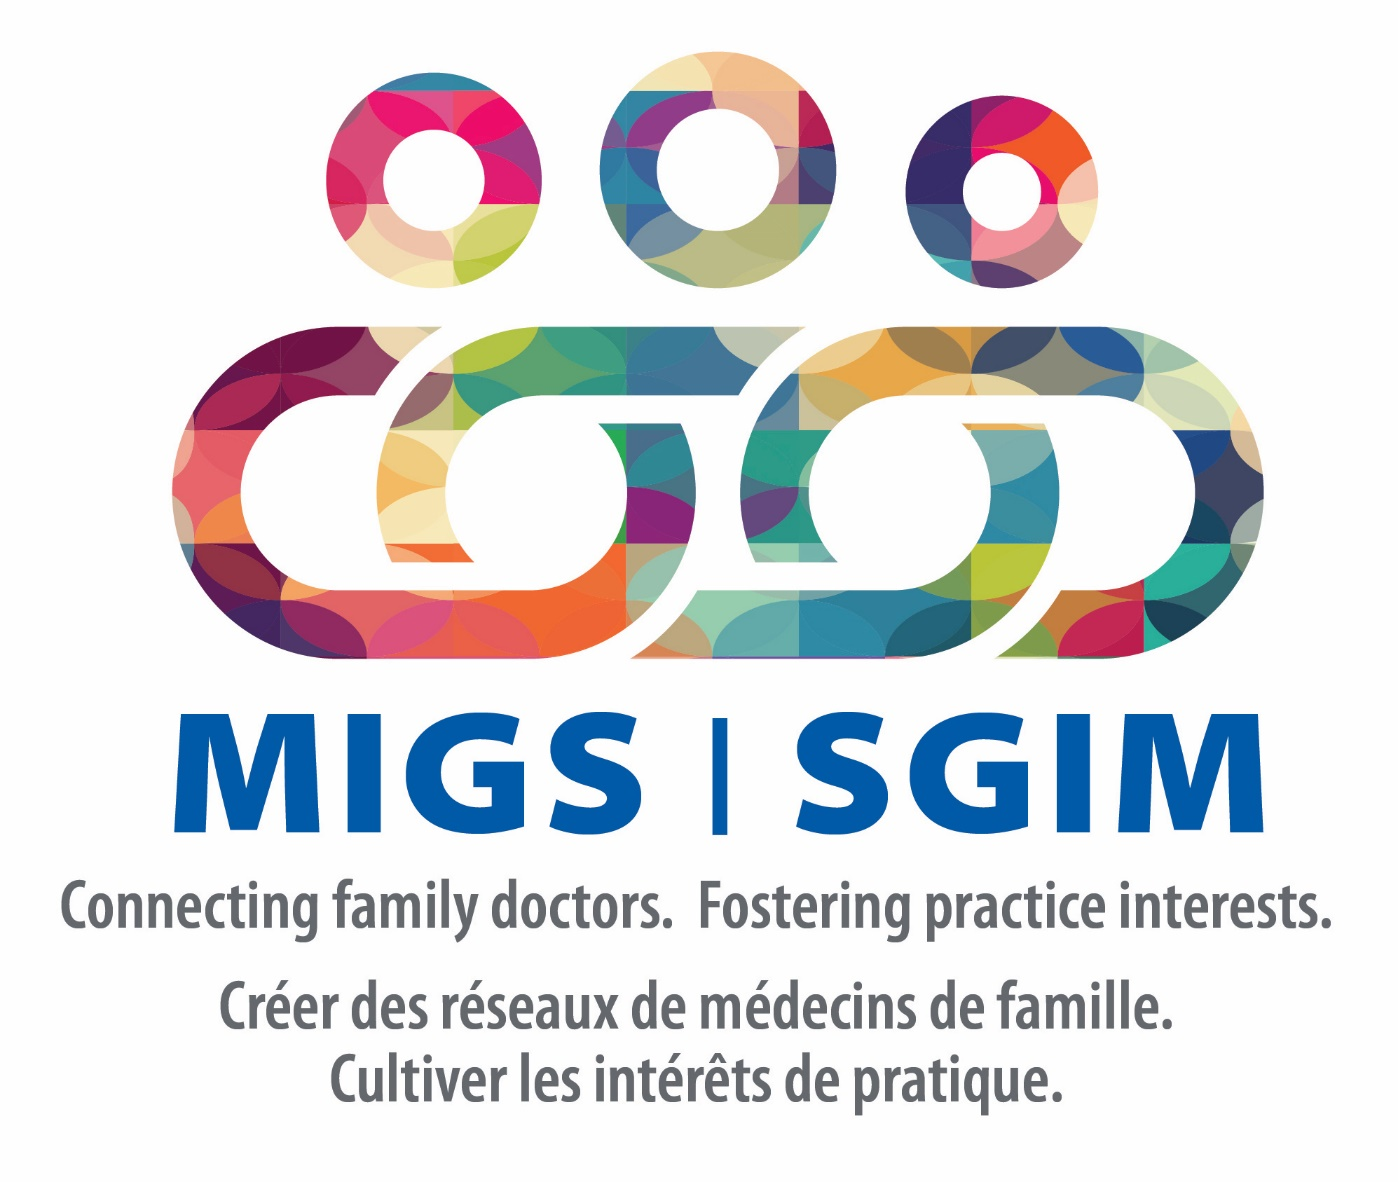 MIGS | SGIM
Connecting family doctors. Fostering practice interests.
Créer des réseaux de médecins de famille.
Cultiver les intérêts de pratique.